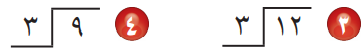 ٣ ١٢ ٣ ٤ ٩ ٣